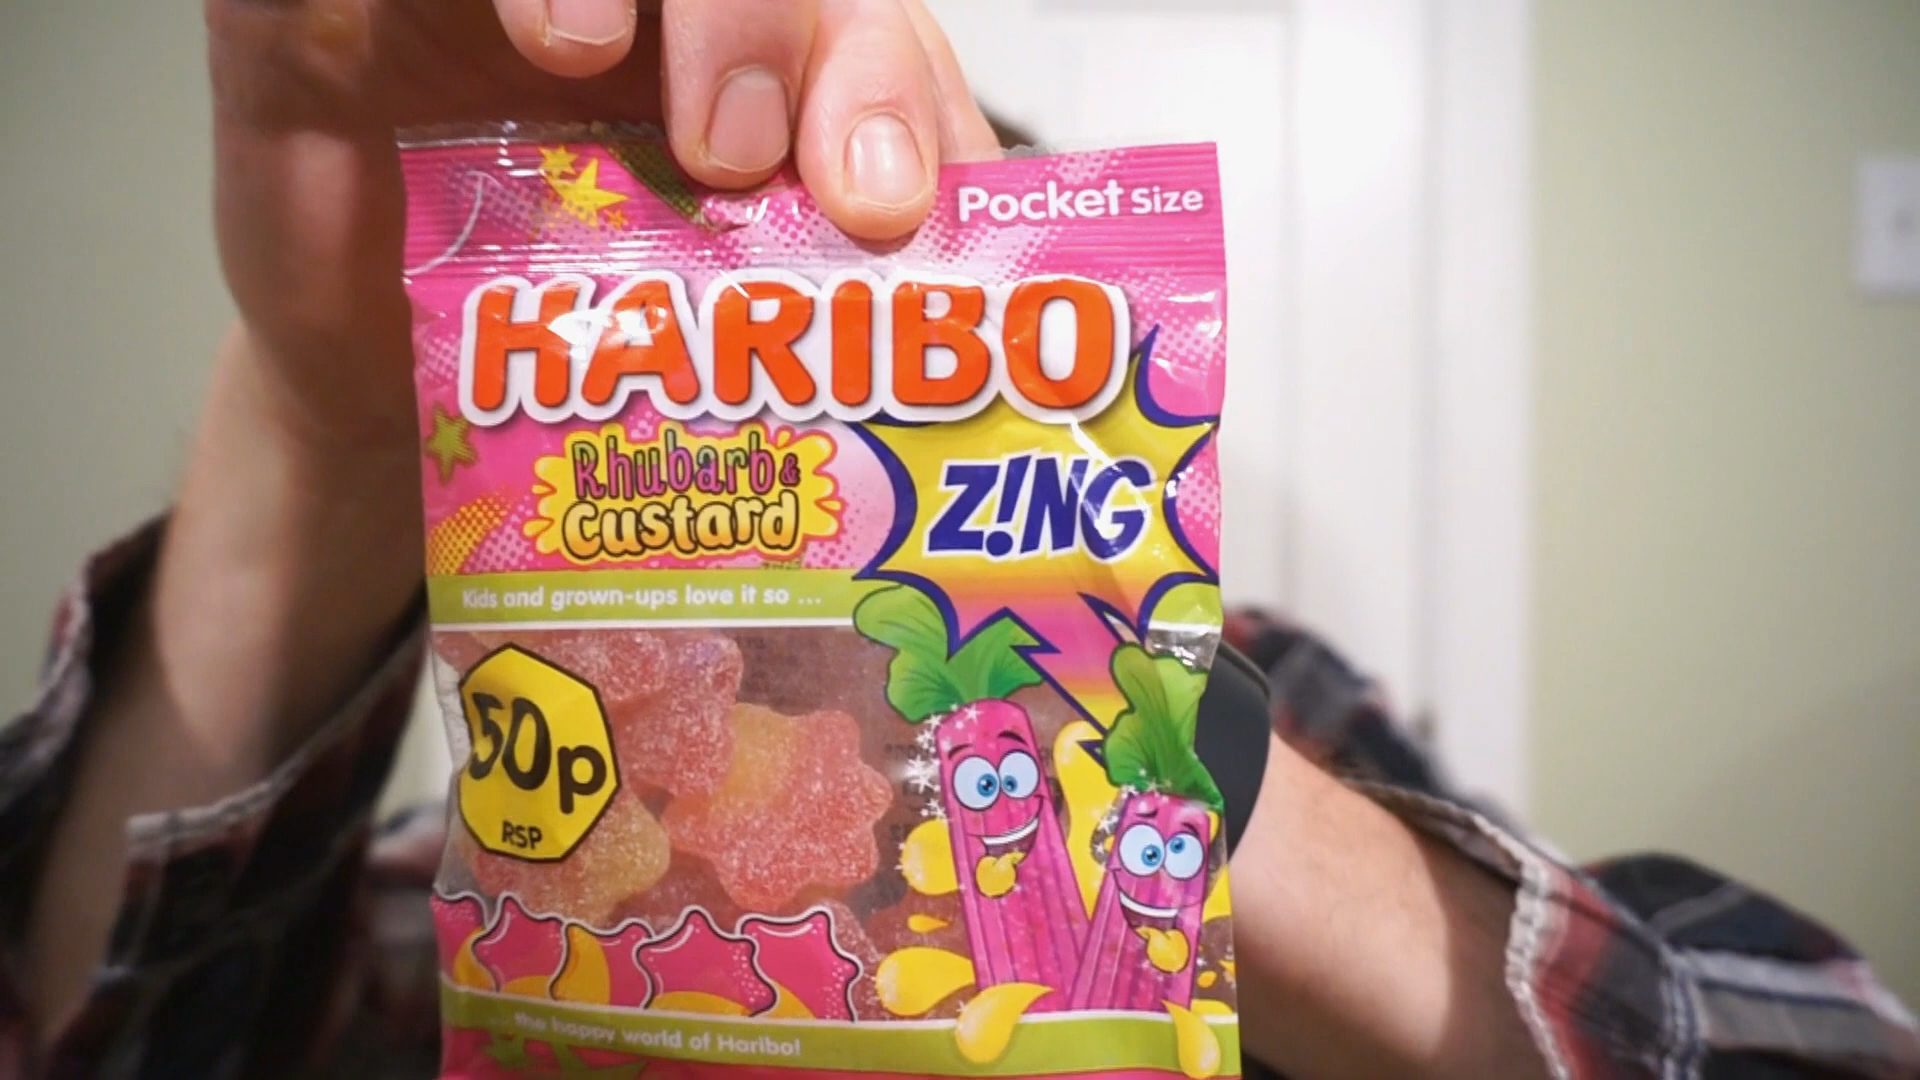 Pocket Size
HARIBO
Rhubarb &
Custard
Z!NG
Kids and grown-ups love it so ...
50p
RSP
the happy world of Haribo!